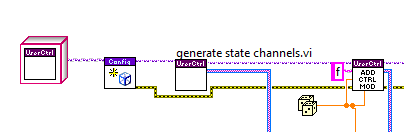 generate state channels.vi
UserCtrl
Config
UserCtrl
f
UserCtrl
ADD
CTRL
MOD